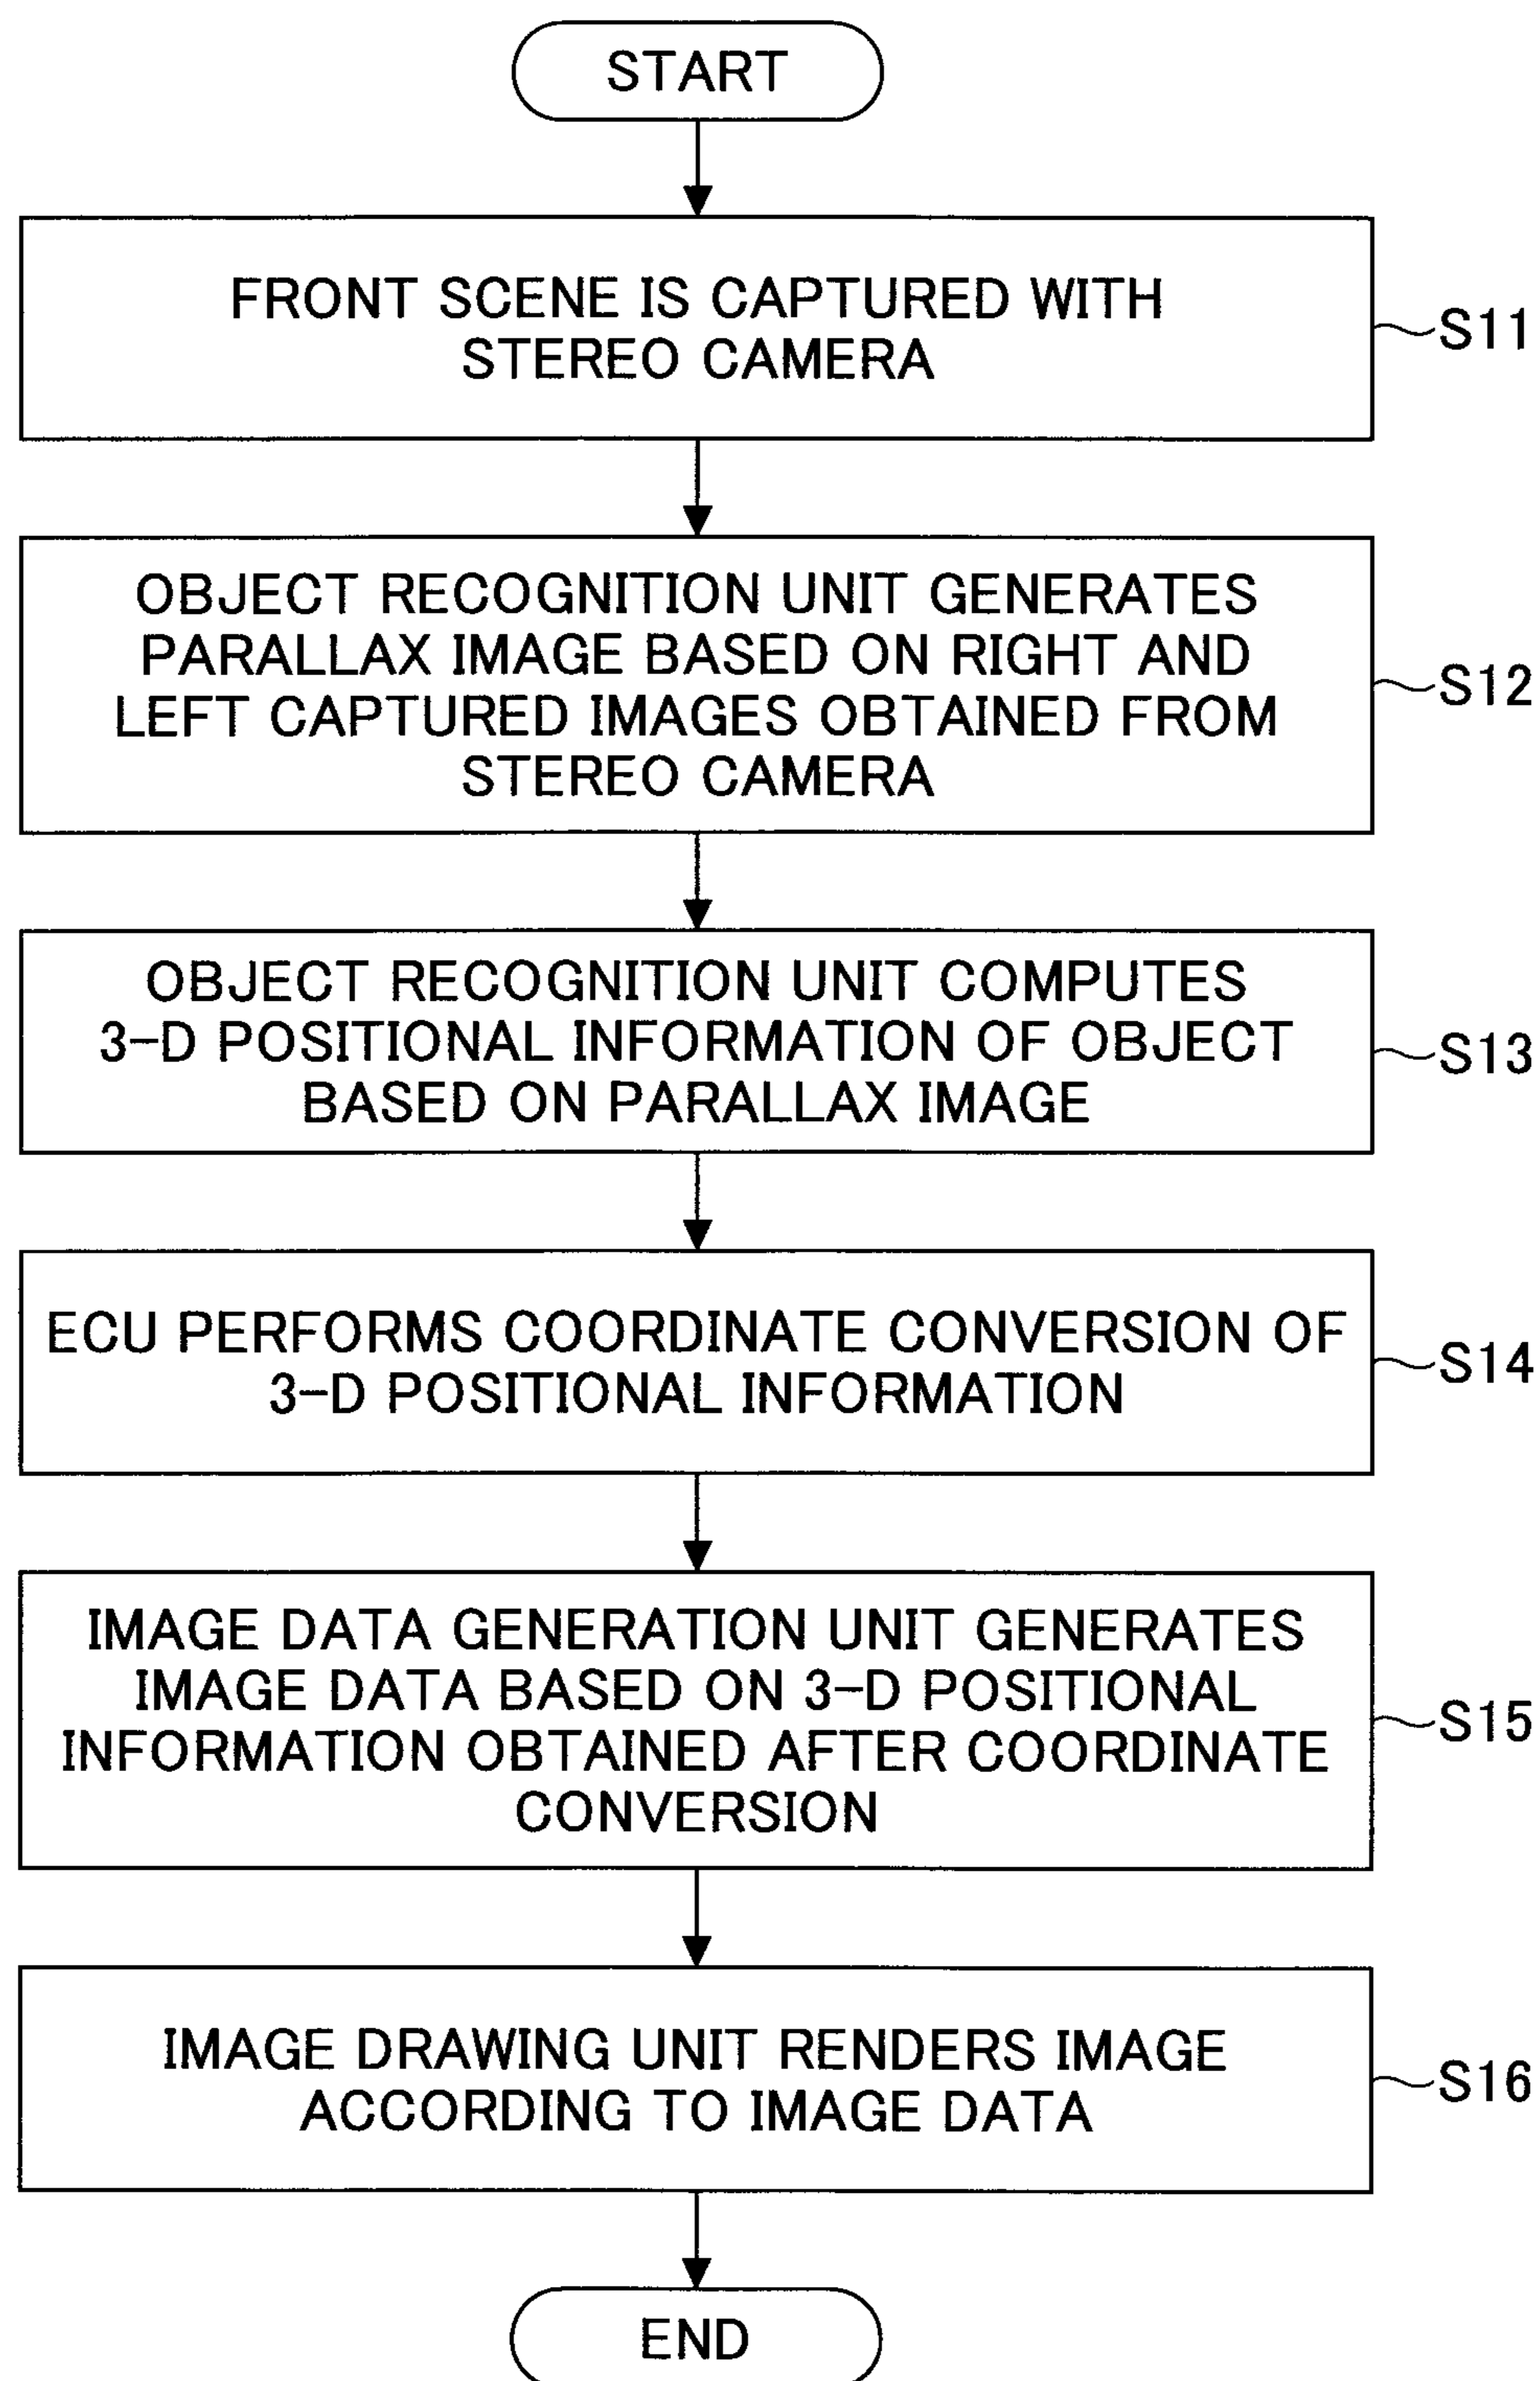 START
FRONT SCENE IS CAPTURED WITH
STEREO CAMERA
S11
OBJECT RECOGNITION UNIT GENERATES
PARALLAX IMAGE BASED ON RIGHT AND
LEFT CAPTURED IMAGES OBTAINED FROM
STEREO CAMERA
S12
OBJECT RECOGNITION UNIT COMPUTES
3-D POSITIONAL INFORMATION OF OBJECT
BASED ON PARALLAX IMAGE
S13
ECU PERFORMS COORDINATE CONVERSION OF
3-D POSITIONAL INFORMATION
S14
IMAGE DATA GENERATION UNIT GENERATES
IMAGE DATA BASED ON 3-D POSITIONAL
INFORMATION OBTAINED AFTER COORDINATE
CONVERSION
S15
IMAGE DRAWING UNIT RENDERS IMAGE
ACCORDING TO IMAGE DATA
S16
END